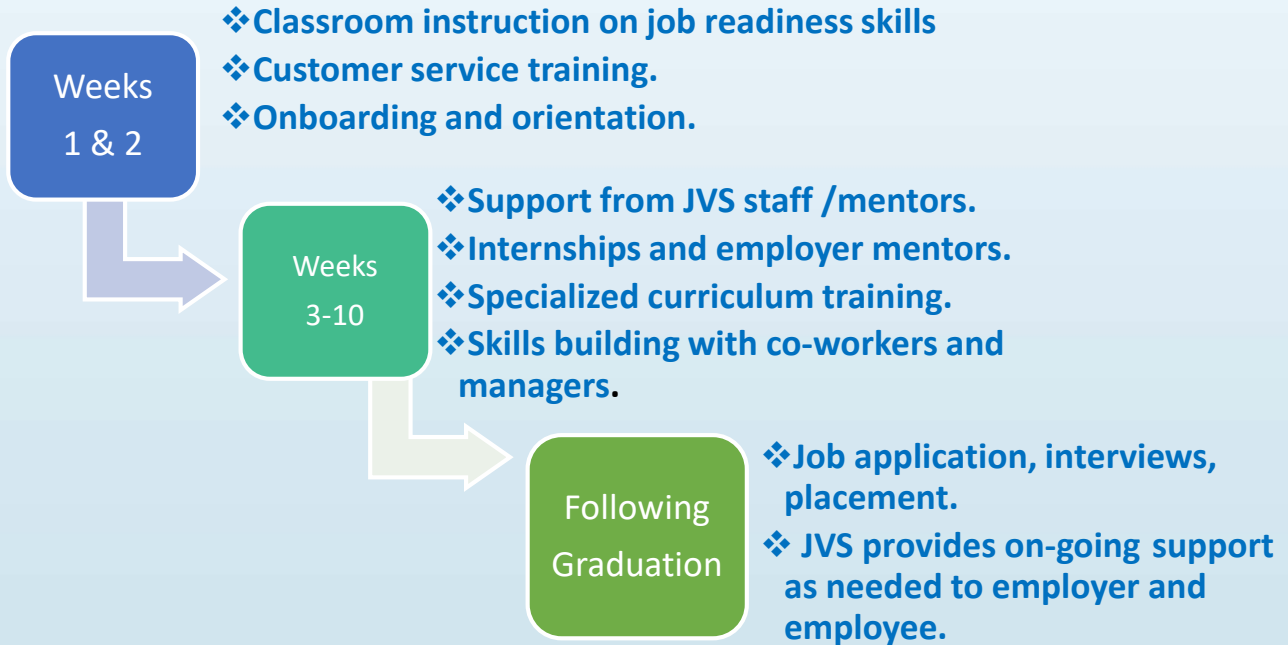 Weeks
1 & 2
❖Classroom instruction on job readiness skills
❖Customer service training.
❖Onboarding and orientation.
Weeks
3-10
❖Support from JVS staff /mentors.
❖Internships and employer mentors.
❖Specialized curriculum training.
❖Skills building with co-workers and
managers.
Following
Graduation
❖Job application, interviews,
placement.
❖ JVS provides on-going support
as needed to employer and
employee.